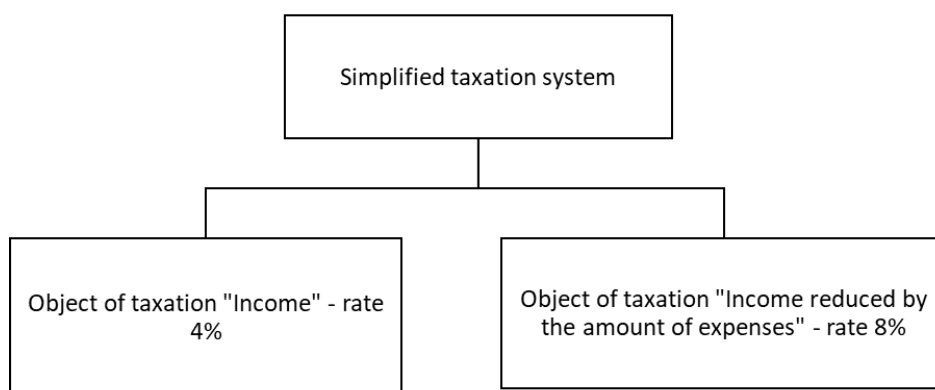 Simplified taxation system
Object of taxation "Income" - rate
4%
Object of taxation "Income reduced by
the amount of expenses" - rate 8%